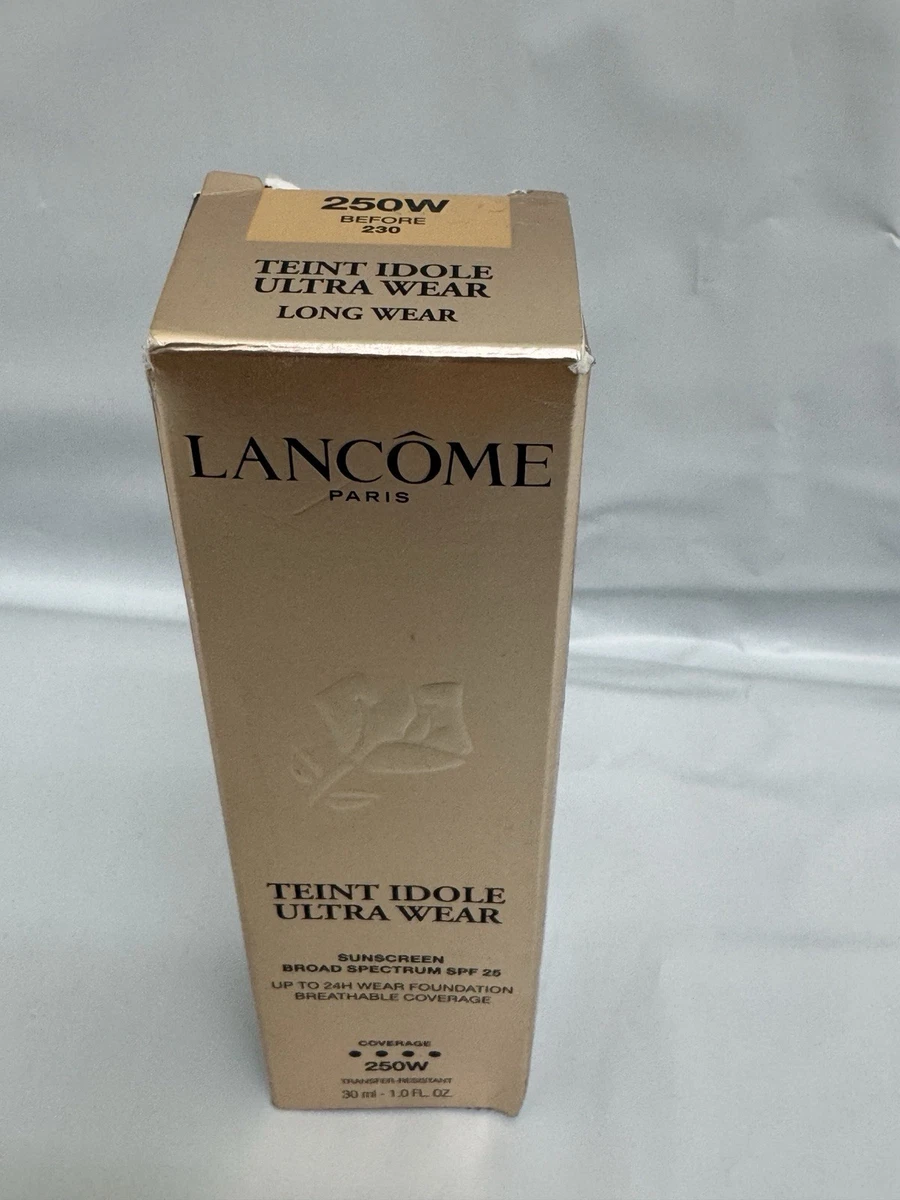 250W
BEFORE
230
TEINT IDOLE
ULTRA WEAR
LONG WEAR
LANCÔME
PARIS
TEINT IDOLE
ULTRA WEAR
SUNSCREEN
BROAD SPECTRUM SPF 25
UP TO 24H WEAR FOUNDATION
BREATHABLE COVERAGE
COVERAGE
250W
TRANSFER-RESISTANT
30 ml - 1.0 FL. OZ.